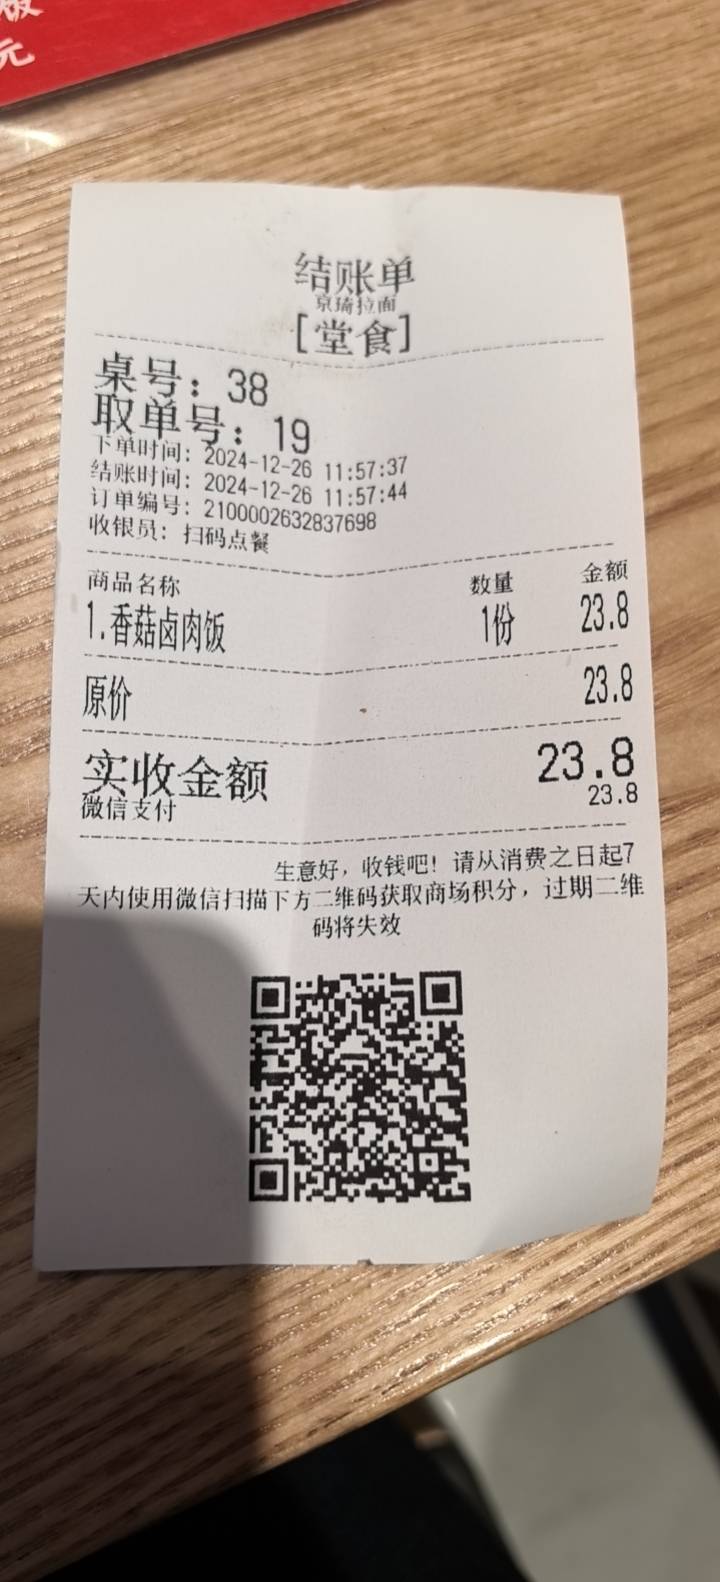 元
结账单
京琦拉面
[堂食]
桌号：38
取单号：19
下单时间：2024-12-26 11:57:37
结账时间：2024-12-26 11:57:44
订单编号：2100002632837698
收银员：扫码点餐
商品名称 数量 金额
1.香菇卤肉饭 1份 23.8
原价 23.8
实收金额 23.8
微信支付 23.8
生意好，收钱吧！请从消费之日起7
天内使用微信扫描下方二维码获取商场积分，过期二维
码将失效